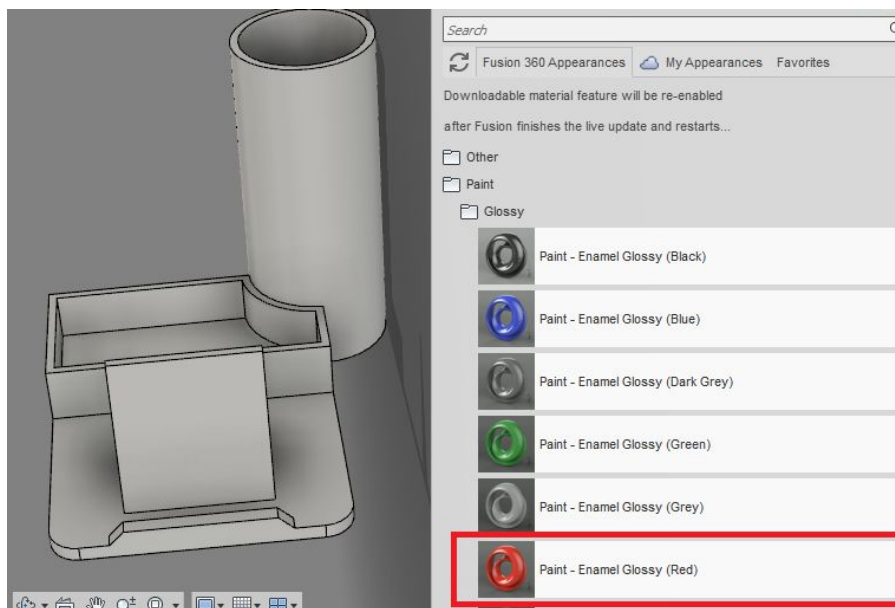 Search
Fusion 360 Appearances My Appearances Favorites
Downloadable material feature will be re-enabled
after Fusion finishes the live update and restarts...
Other
Paint
Glossy
Paint - Enamel Glossy (Black)
Paint - Enamel Glossy (Blue)
Paint - Enamel Glossy (Dark Grey)
Paint - Enamel Glossy (Green)
Paint - Enamel Glossy (Grey)
Paint - Enamel Glossy (Red)